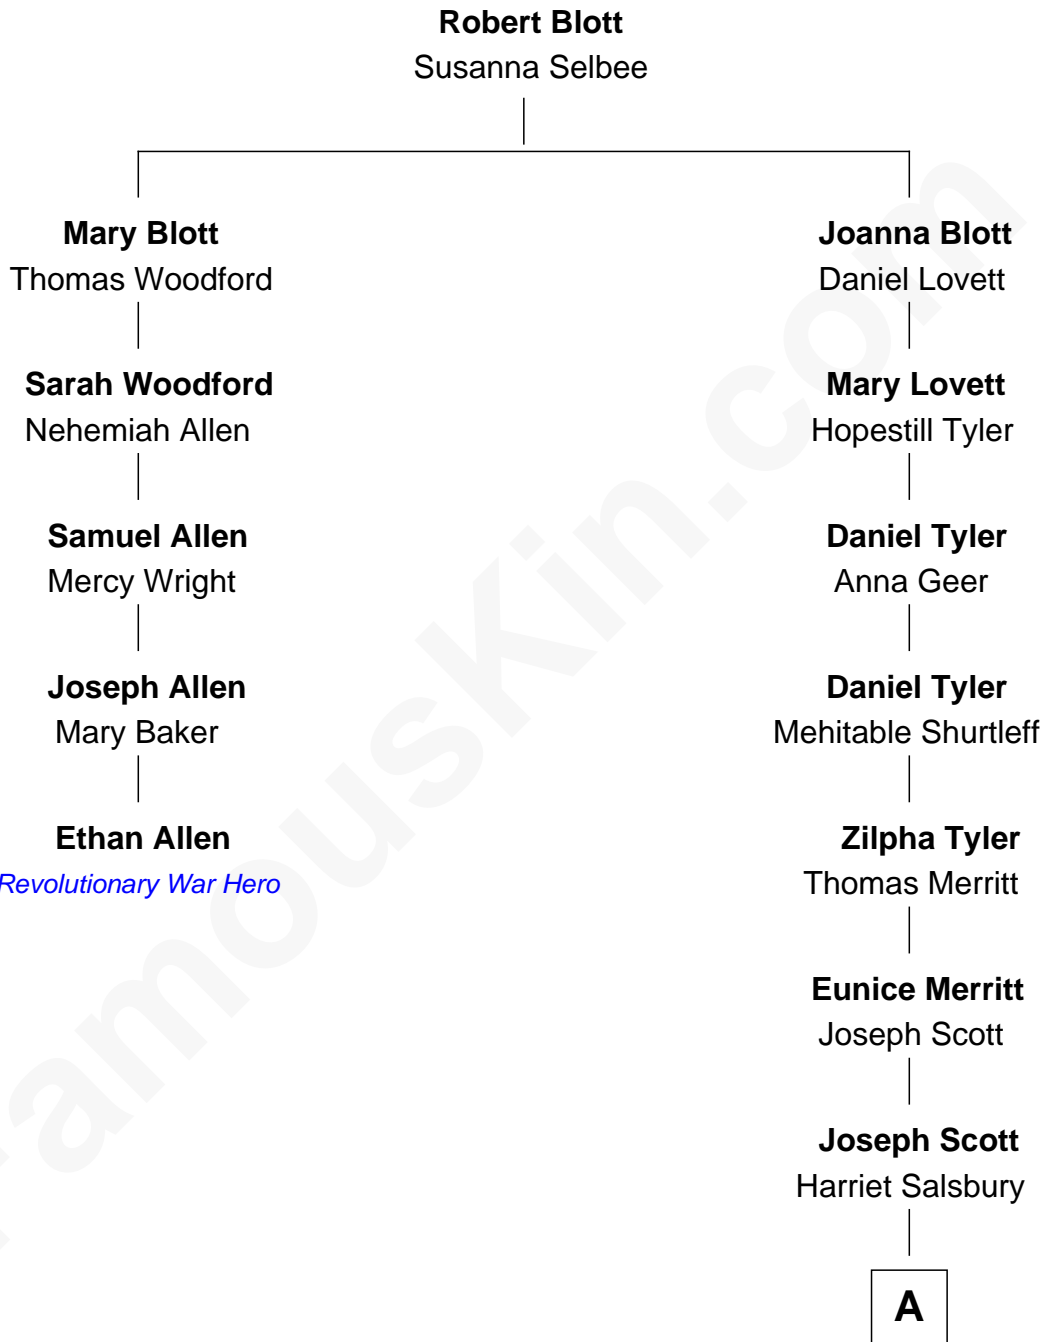 Robert Blott
Susanna Selbee
Mary Blott
Thomas Woodford
Sarah Woodford
Nehemiah Allen
Samuel Allen
Mercy Wright
Joseph Allen
Mary Baker
Ethan Allen
Revolutionary War Hero
Joanna Blott
Daniel Lovett
Mary Lovett
Hopestill Tyler
Daniel Tyler
Anna Geer
Daniel Tyler
Mehitable Shurtleff
Zilpha Tyler
Thomas Merritt
Eunice Merritt
Joseph Scott
Joseph Scott
Harriet Salsbury
A
FamousKin.com